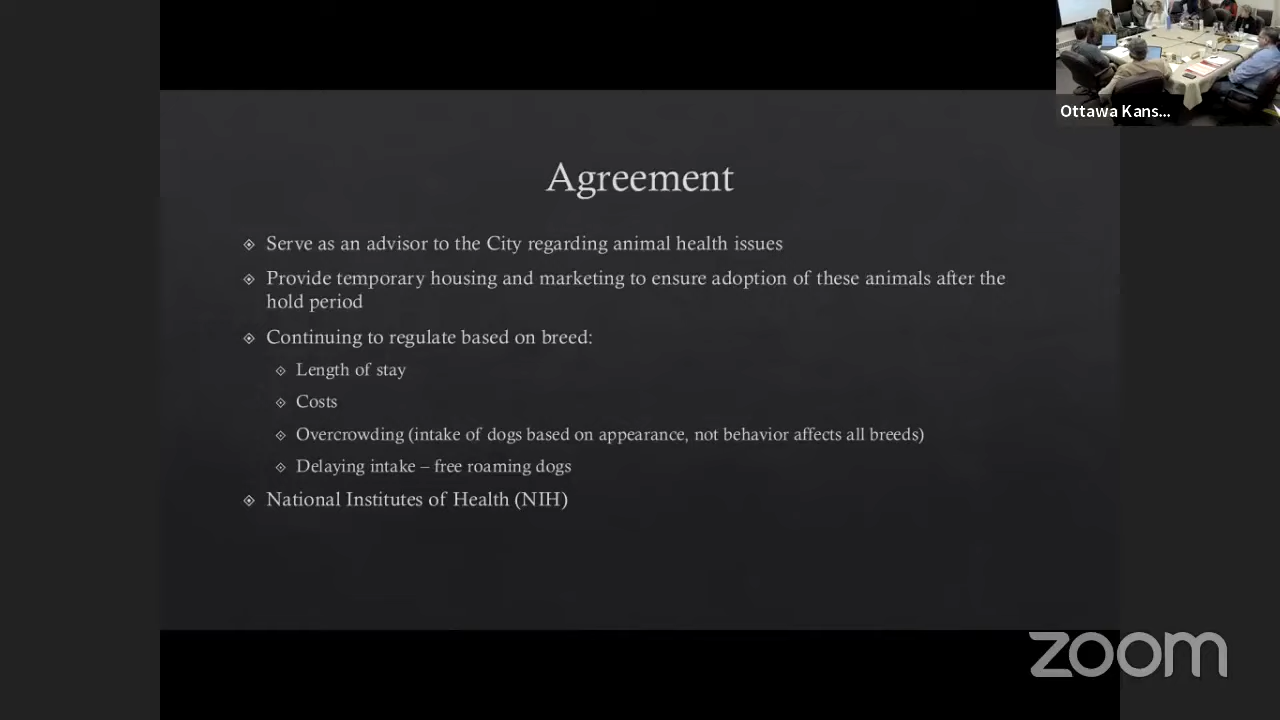 Ottawa Kans...
Agreement
Serve as an advisor to the City regarding animal health issues
Provide temporary housing and marketing to ensure adoption of these animals after the
hold period
Continuing to regulate based on breed:
Length of stay
Costs
Overcrowding (intake of dogs based on appearance, not behavior affects all breeds)
Delaying intake – free roaming dogs
National Institutes of Health (NIH)
zoom